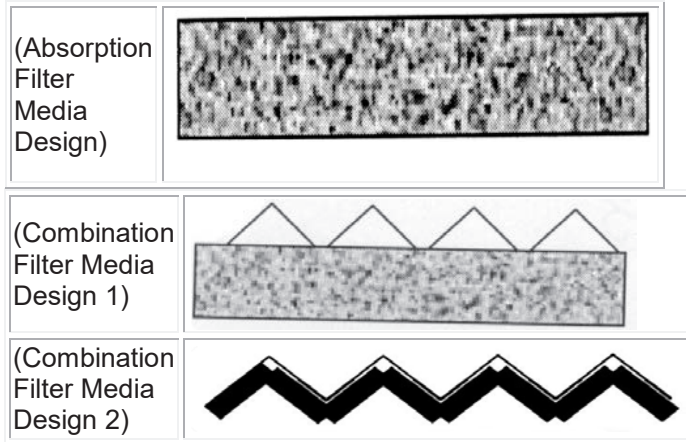 (Absorption
Filter
Media
Design)
(Combination
Filter Media
Design 1)
(Combination
Filter Media
Design 2)